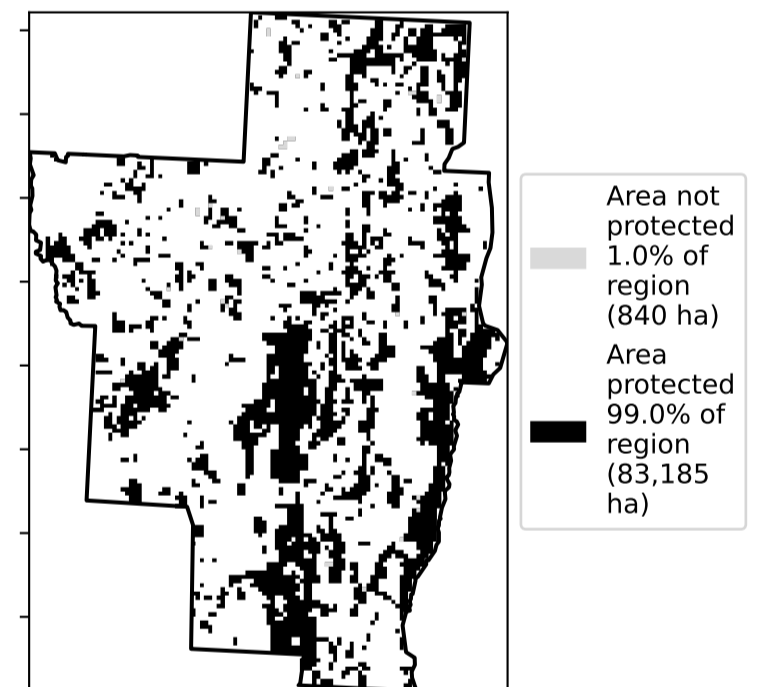 Area not
protected
1.0% of
region
(840 ha)
Area
protected
99.0% of
region
(83,185
ha)